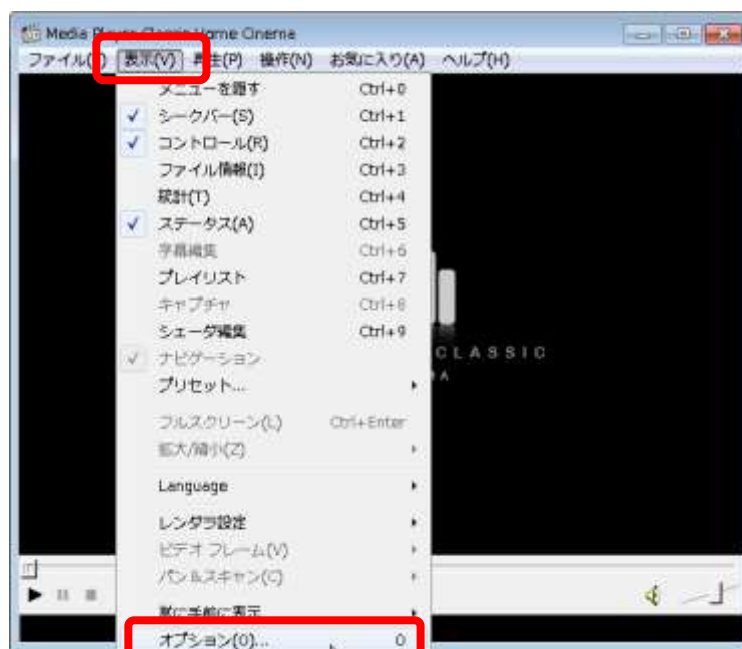 Media Player Classic Home Cinema
ファイル( ) 表示(V) 再生(P) 操作(N) お気に入り(A) ヘルプ(H)
メニューを隠す Ctrl+0
シークバー(S) Ctrl+1
コントロール(R) Ctrl+2
ファイル情報(I) Ctrl+3
統計(T) Ctrl+4
ステータス(A) Ctrl+5
字幕編集 Ctrl+6
プレイリスト Ctrl+7
キャプチャ Ctrl+8
シェーダ編集 Ctrl+9
CLASSIC
ナビゲーション
プリセット...
フルスクリーン(L) Ctrl+Enter
拡大/縮小(Z)
Language
レンダラ設定
ビデオ フレーム(V)
パン＆スキャン(C)
常に手前に表示
オプション(O)... O